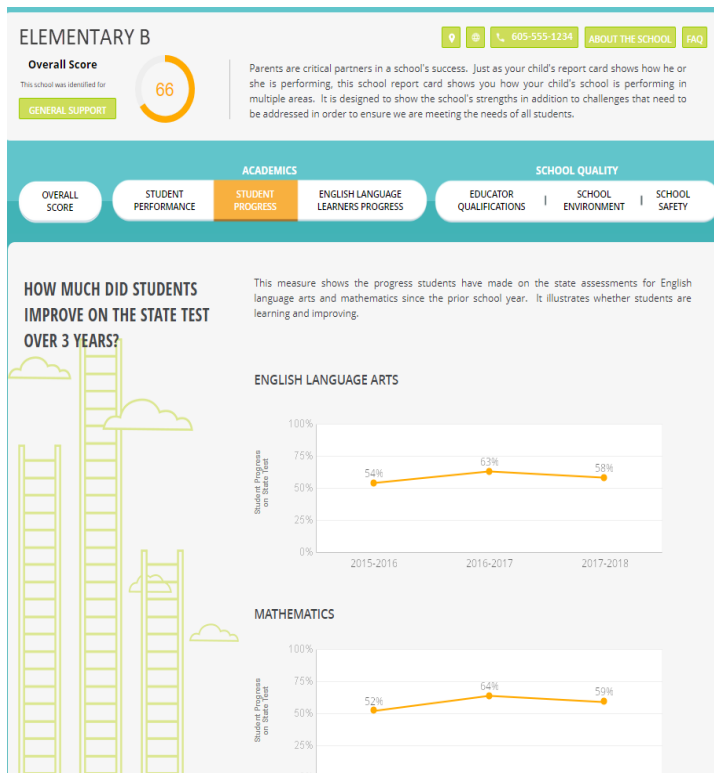 ELEMENTARY B
605-555-1234
ABOUT THE SCHOOL
FAQ
Overall Score
This school was identified for
GENERAL SUPPORT
66
Parents are critical partners in a school's success. Just as your child's report card shows how he or
she is performing, this school report card shows you how your child's school is performing in
multiple areas. It is designed to show the school's strengths in addition to challenges that need to
be addressed in order to ensure we are meeting the needs of all students.
ACADEMICS
SCHOOL QUALITY
OVERALL
SCORE
STUDENT
PERFORMANCE
STUDENT
PROGRESS
ENGLISH LANGUAGE
LEARNERS PROGRESS
EDUCATOR
QUALIFICATIONS
SCHOOL
ENVIRONMENT
SCHOOL
SAFETY
HOW MUCH DID STUDENTS
IMPROVE ON THE STATE TEST
OVER 3 YEARS?
This measure shows the progress students have made on the state assessments for English
language arts and mathematics since the prior school year. It illustrates whether students are
learning and improving.
ENGLISH LANGUAGE ARTS
Student Progress
on State Test
100%
75%
50%
25%
0%
54%
63%
58%
2015-2016
2016-2017
2017-2018
MATHEMATICS
Student Progress
on State Test
100%
75%
50%
25%
52%
64%
59%